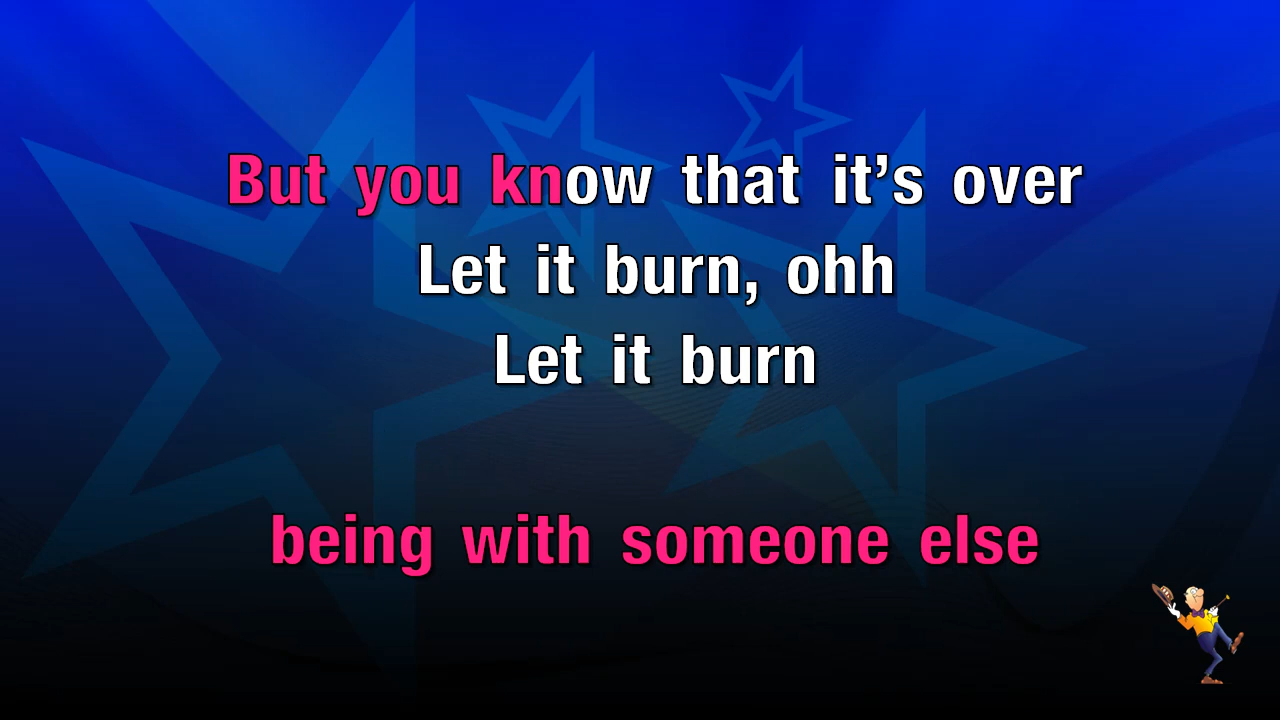 But you know that it’s over
Let it burn, ohh
Let it burn
being with someone else